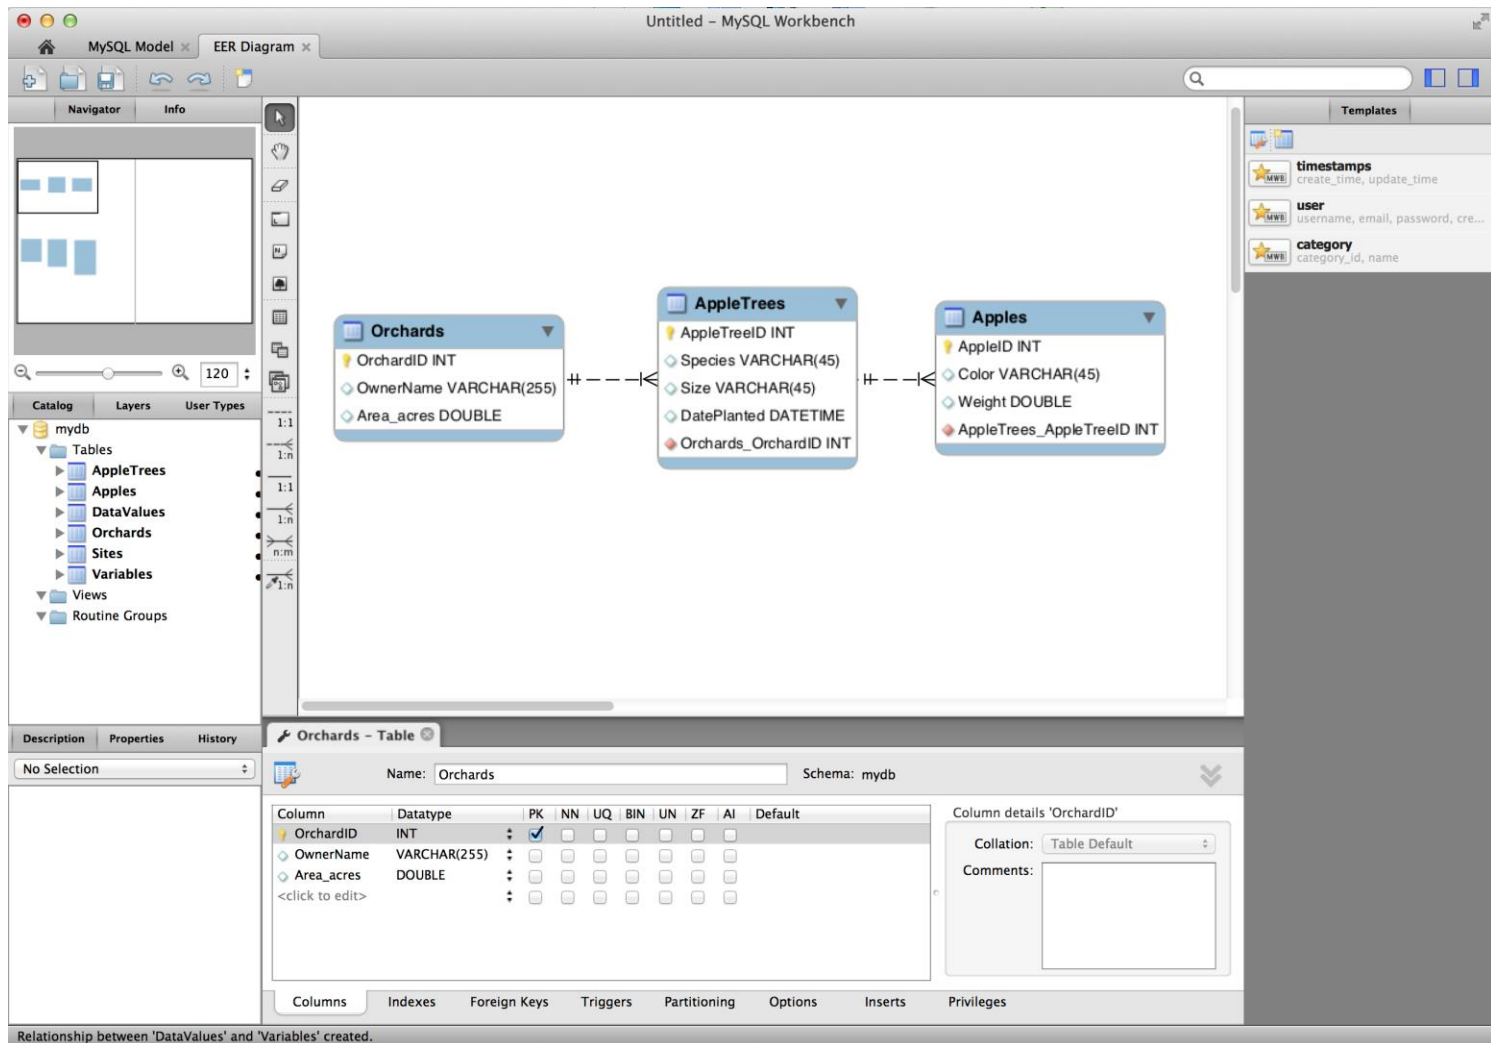 Untitled – MySQL Workbench
MySQL Model
EER Diagram
Navigator Info
Templates
timestamps
create_time, update_time
user
username, email, password, cre...
category
category_id, name
MWB
MWB
MWB
120
Catalog Layers User Types
mydb
Tables
AppleTrees
Apples
DataValues
Orchards
Sites
Variables
Views
Routine Groups
1:1
1:n
1:1
1:n
n:m
1:n
Orchards
OrchardID INT
OwnerName VARCHAR(255)
Area_acres DOUBLE
AppleTrees
AppleTreeID INT
Species VARCHAR(45)
Size VARCHAR(45)
DatePlanted DATETIME
Orchards_OrchardID INT
Apples
AppleID INT
Color VARCHAR(45)
Weight DOUBLE
AppleTrees_AppleTreeID INT
Description Properties History
No Selection
Orchards – Table
Name: Orchards Schema: mydb
Column Datatype PK NN UQ BIN UN ZF AI Default
OrchardID INT
OwnerName VARCHAR(255)
Area_acres DOUBLE
<click to edit>
Column details 'OrchardID'
Collation: Table Default
Comments:
Columns Indexes Foreign Keys Triggers Partitioning Options Inserts Privileges
Relationship between 'DataValues' and 'Variables' created.